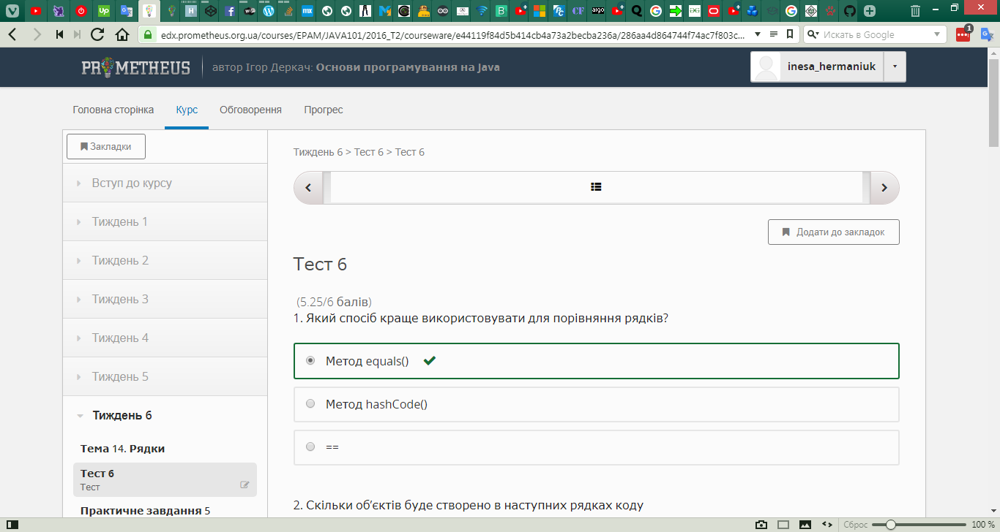 edx.prometheus.org.ua/courses/EPAM/JAVA101/2016_T2/courseware/e44119f84d5b414cb4a73a2becba236a/286aa4d864744f74ac7f803c...
Искать в Google
1
PROMETHEUS
автор Ігор Деркач: Основи програмування на Java
inesa_hermaniuk
Головна сторінка
Курс
Обговорення
Прогрес
Закладки
Вступ до курсу
Тиждень 1
Тиждень 2
Тиждень 3
Тиждень 4
Тиждень 5
Тиждень 6
Тема 14. Рядки
Тест 6
Тест
Практичне завдання 5
Тиждень 6 > Тест 6 > Тест 6
Додати до закладок
Тест 6
(5.25/6 балів)
1. Який спосіб краще використовувати для порівняння рядків?
Метод equals()
Метод hashCode()
==
2. Скільки об’єктів буде створено в наступних рядках коду
Сброс
100 %